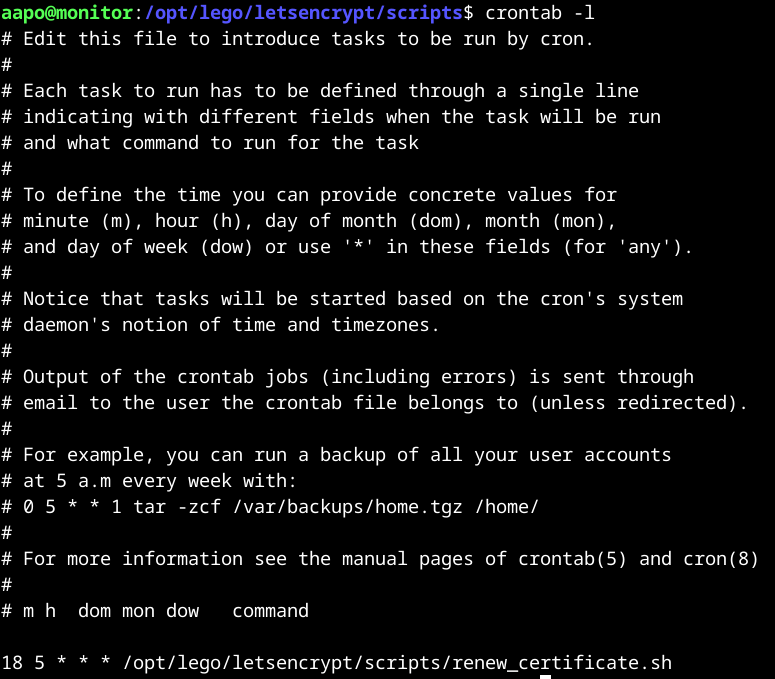 aapo@monitor:/opt/lego/letsencrypt/scripts$ crontab -l
# Edit this file to introduce tasks to be run by cron.
#
# Each task to run has to be defined through a single line
# indicating with different fields when the task will be run
# and what command to run for the task
#
# To define the time you can provide concrete values for
# minute (m), hour (h), day of month (dom), month (mon),
# and day of week (dow) or use '*' in these fields (for 'any').
#
# Notice that tasks will be started based on the cron's system
# daemon's notion of time and timezones.
#
# Output of the crontab jobs (including errors) is sent through
# email to the user the crontab file belongs to (unless redirected).
#
# For example, you can run a backup of all your user accounts
# at 5 a.m every week with:
# 0 5 * * 1 tar -zcf /var/backups/home.tgz /home/
#
# For more information see the manual pages of crontab(5) and cron(8)
#
# m h  dom mon dow   command

18 5 * * * /opt/lego/letsencrypt/scripts/renew_certificate.sh